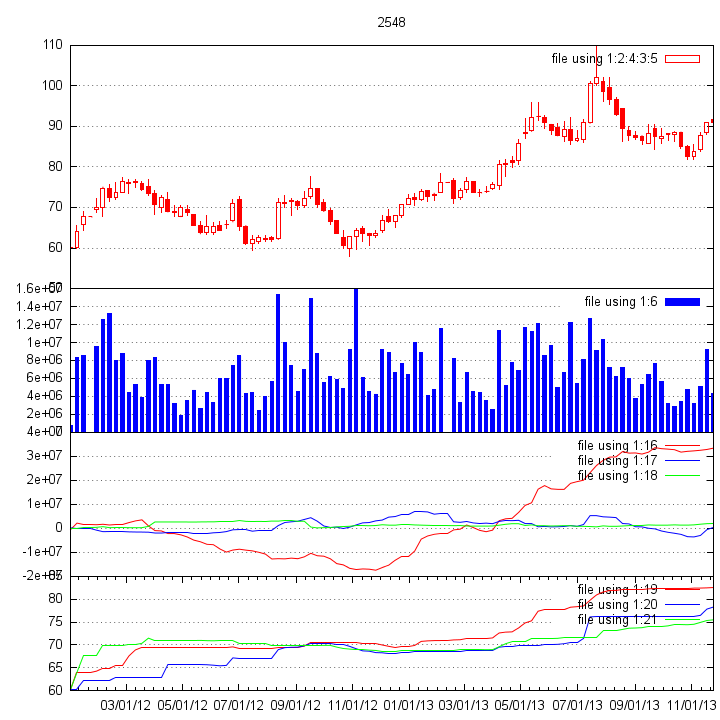 2548
110
file using 1:2:4:3:5
100
90
80
70
60
1.6e+07
file using 1:6
1.4e+07
1.2e+07
1e+07
8e+06
6e+06
4e+06
2e+06
file using 1:16
3e+07
file using 1:17
file using 1:18
1e+07
0
-1e+07
file using 1:19
80
file using 1:20
75
file using 1:21
70
65
60
03/01/12 05/01/12 07/01/12 09/01/12 11/01/12 01/01/13 03/01/13 05/01/13 07/01/13 09/01/13 11/01/13